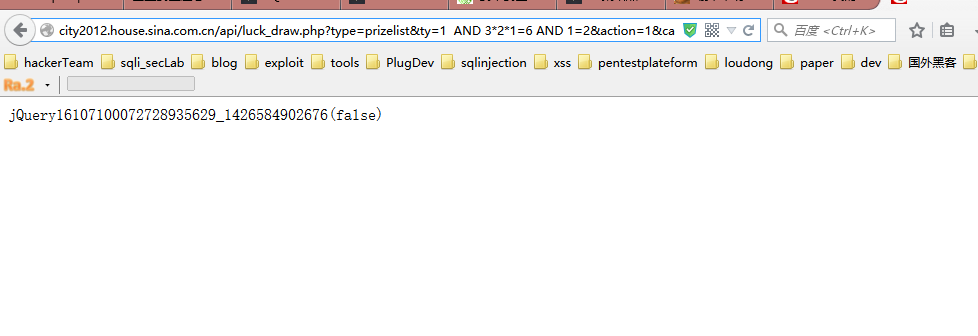 city2012.house.sina.com.cn/api/luck_draw.php?type=prizelist&ty=1  AND 3*2*1=6 AND 1=2&action=1&ca
百度 <Ctrl+K>
hackerTeam sqli_secLab blog exploit tools PlugDev sqlinjection xss pentestplateform loudong paper dev 国外黑客
Ra.2
jQuery16107100072728935629_1426584902676(false)